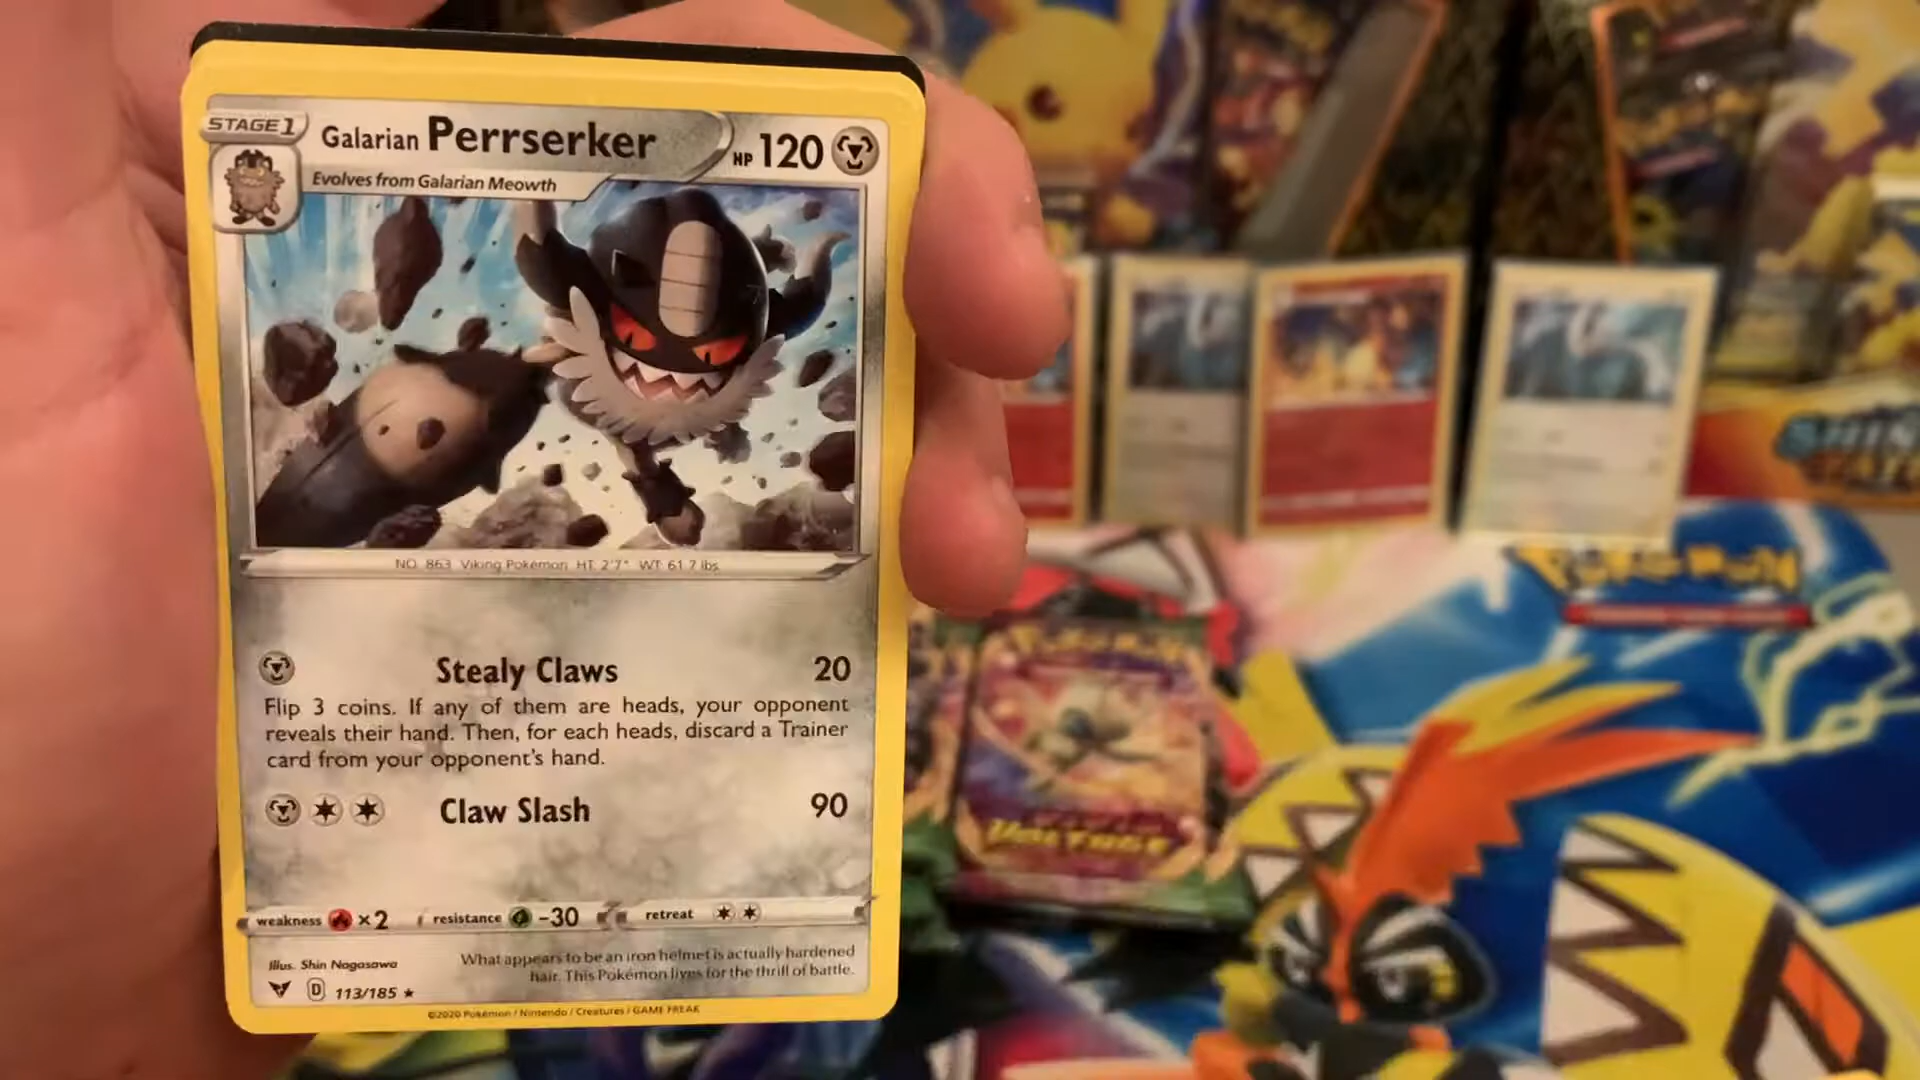 STAGE 1
Galarian Perrserker
HP 120
Evolves from Galarian Meowth
NO. 863 Viking Pokémon HT: 2'7" WT: 61.7 lbs.
Stealy Claws 20
Flip 3 coins. If any of them are heads, your opponent
reveals their hand. Then, for each heads, discard a Trainer
card from your opponent's hand.
Claw Slash 90
weakness ×2 resistance -30 retreat
What appears to be an iron helmet is actually hardened
hair. This Pokémon lives for the thrill of battle.
Illus. Shin Nagasawa
D 113/185 ★
©2020 Pokémon / Nintendo / Creatures / GAME FREAK
POKéMON
VOLTAGE
POKéMON